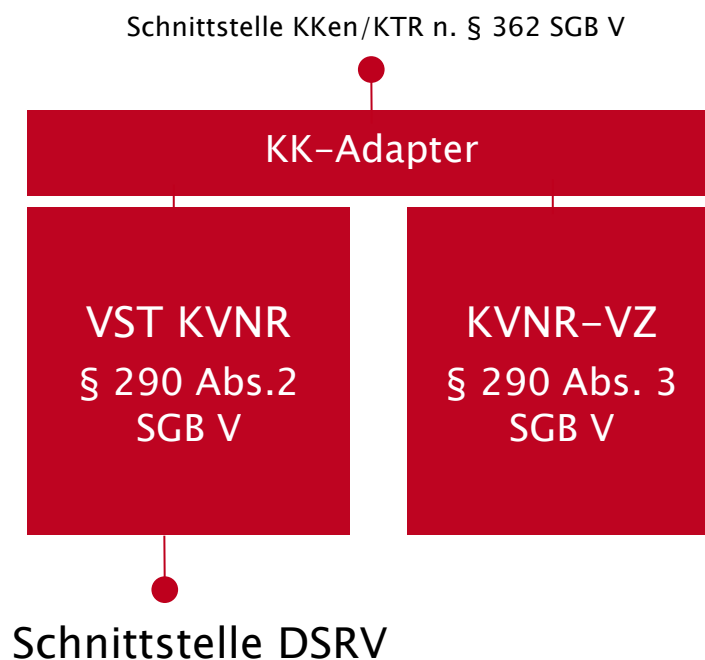 Schnittstelle KKen/KTR n. § 362 SGB V
KK-Adapter
VST KVNR
§ 290 Abs.2
SGB V
KVNR-VZ
§ 290 Abs. 3
SGB V
Schnittstelle DSRV